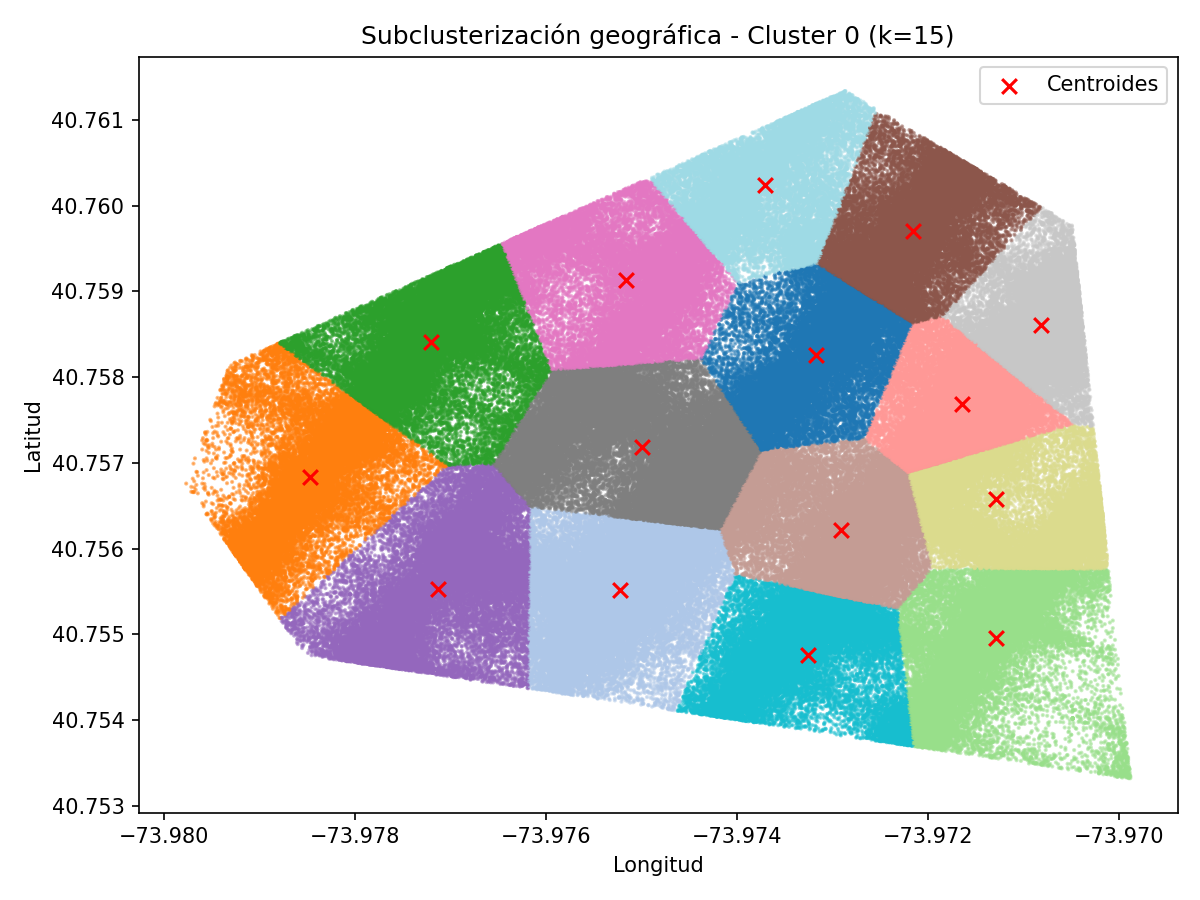 Subclusterización geográfica - Cluster 0 (k=15)
Centroides
40.761
40.760
40.759
40.758
40.757
40.756
40.755
40.754
40.753
Latitud
−73.980 −73.978 −73.976 −73.974 −73.972 −73.970
Longitud